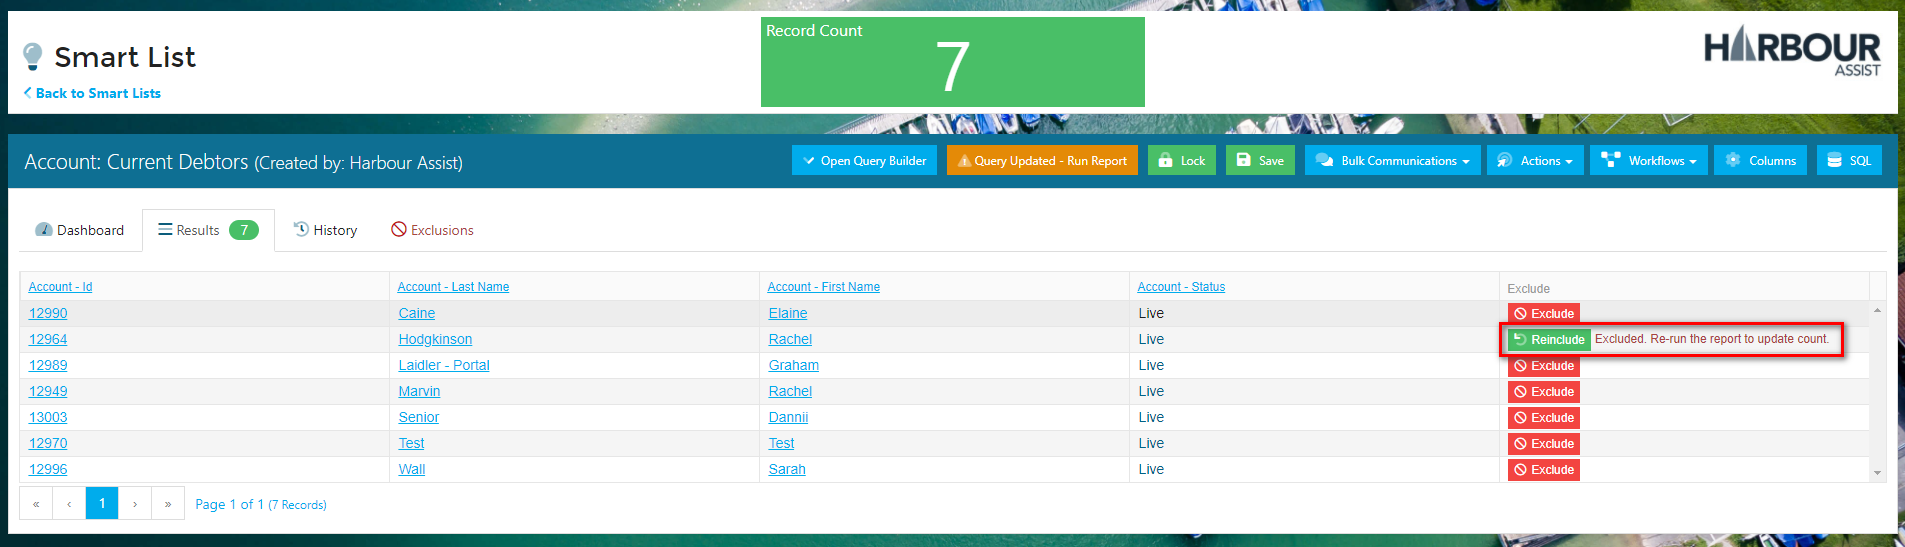 Smart List
Back to Smart Lists
Record Count
7
HARBOUR
ASSIST
Account: Current Debtors (Created by: Harbour Assist)
Open Query Builder
Query Updated - Run Report
Lock
Save
Bulk Communications
Actions
Workflows
Columns
SQL
Dashboard
Results 7
History
Exclusions
Account - Id Account - Last Name Account - First Name Account - Status Exclude
12990 Caine Elaine Live Exclude
12964 Hodgkinson Rachel Live Reinclude Excluded. Re-run the report to update count.
12989 Laidler - Portal Graham Live Exclude
12949 Marvin Rachel Live Exclude
13003 Senior Dannii Live Exclude
12970 Test Test Live Exclude
12996 Wall Sarah Live Exclude
« ‹ 1 › » Page 1 of 1 (7 Records)